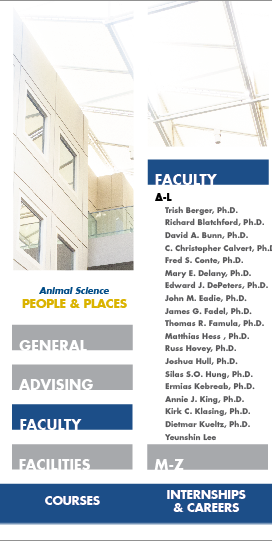 Animal Science
PEOPLE & PLACES
GENERAL
ADVISING
FACULTY
FACILITIES
FACULTY
A-L
Trish Berger, Ph.D.
Richard Blatchford, Ph.D.
David A. Bunn, Ph.D.
C. Christopher Calvert, Ph.D
Fred S. Conte, Ph.D.
Mary E. Delany, Ph.D.
Edward J. DePeters, Ph.D.
John M. Eadie, Ph.D.
James G. Fadel, Ph.D.
Thomas R. Famula, Ph.D.
Matthias Hess , Ph.D.
Russ Hovey, Ph.D.
Joshua Hull, Ph.D.
Silas S.O. Hung, Ph.D.
Ermias Kebreab, Ph.D.
Annie J. King, Ph.D.
Kirk C. Klasing, Ph.D.
Dietmar Kueltz, Ph.D.
Yeunshin Lee
M-Z
COURSES
INTERNSHIPS
& CAREERS